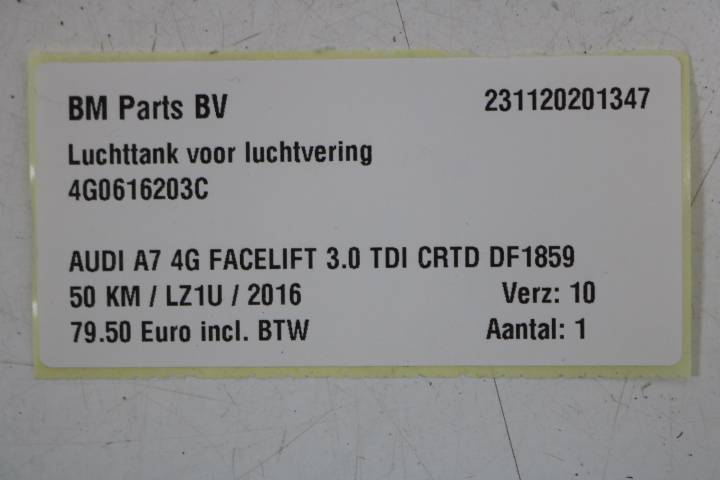 BM Parts BV 231120201347
Luchttank voor luchtvering
4G0616203C
AUDI A7 4G FACELIFT 3.0 TDI CRTD DF1859
50 KM / LZ1U / 2016 Verz: 10
79.50 Euro incl. BTW Aantal: 1